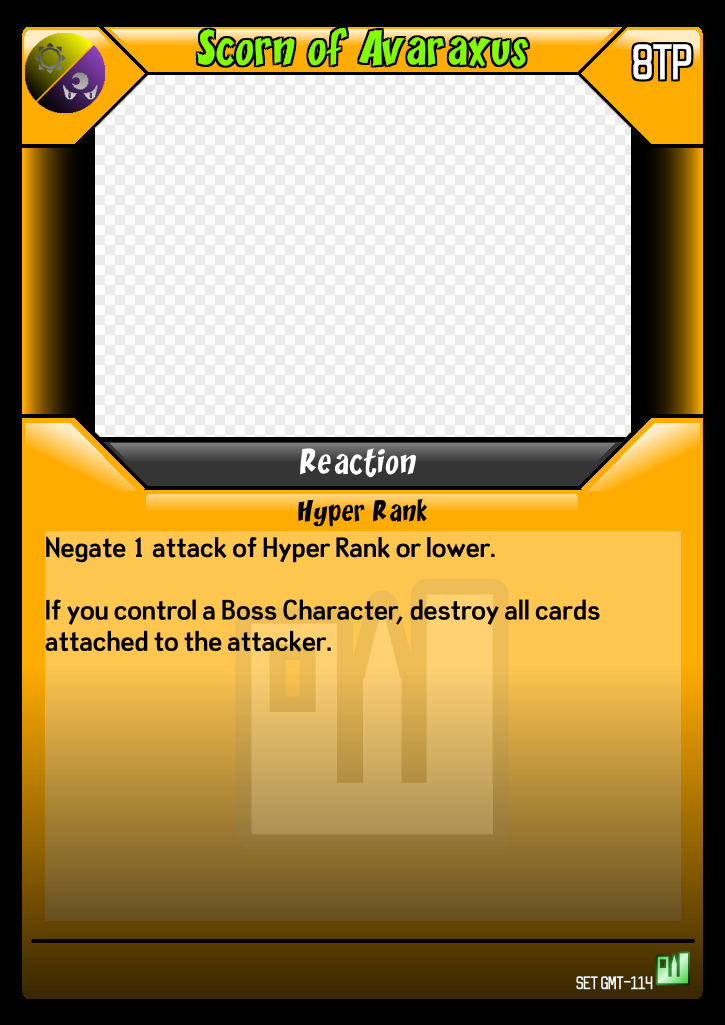 Scorn of Avaraxus
8TP
Reaction
Hyper Rank
Negate 1 attack of Hyper Rank or lower.
If you control a Boss Character, destroy all cards
attached to the attacker.
SET GMT-114